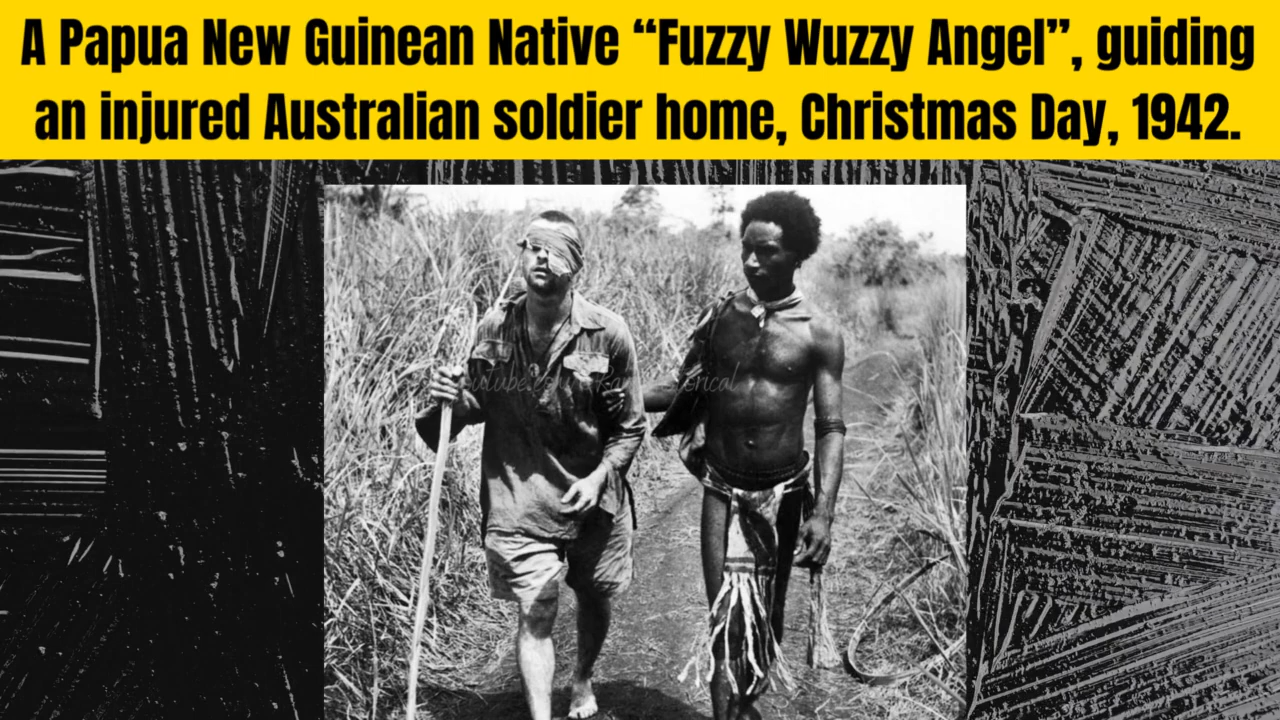 A Papua New Guinean Native “Fuzzy Wuzzy Angel”, guiding
an injured Australian soldier home, Christmas Day, 1942.